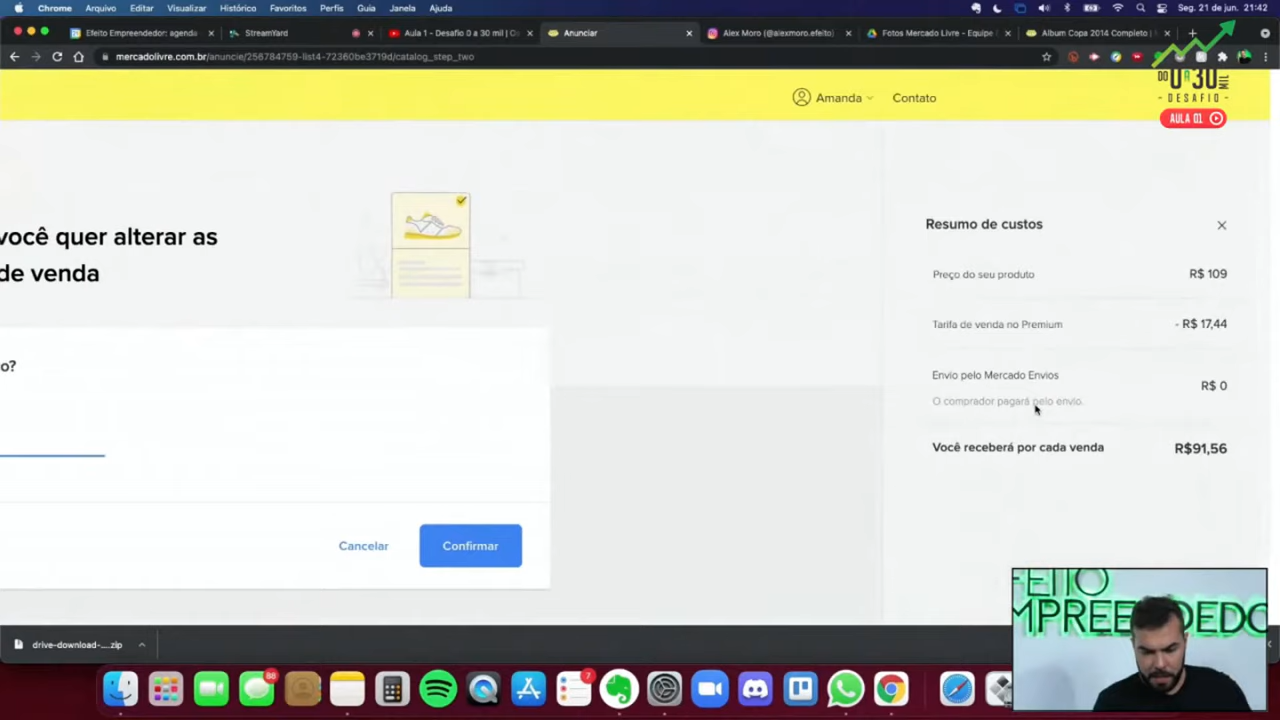 Chrome Arquivo Editar Visualizar Histórico Favoritos Perfis Guia Janela Ajuda
Seg. 21 de jun. 21:42
Efeito Empreendedor: agenda
StreamYard
Aula 1 - Desafio 0 a 30 mil | C
Anunciar
Alex Moro (@alexmoro.efeito)
Fotos Mercado Livre - Equipe
Album Copa 2014 Completo |
mercadolivre.com.br/anuncie/256784759-list4-72360be3719d/catalog_step_two
DO 0 A 30 MIL
- DESAFIO -
AULA 01
Amanda
Contato
você quer alterar as
de venda
o?
Cancelar
Confirmar
Resumo de custos
Preço do seu produto
R$ 109
Tarifa de venda no Premium
- R$ 17,44
Envio pelo Mercado Envios
R$ 0
O comprador pagará pelo envio.
Você receberá por cada venda
R$91,56
drive-download-....zip
88
7
EFEITO
EMPREENDEDO